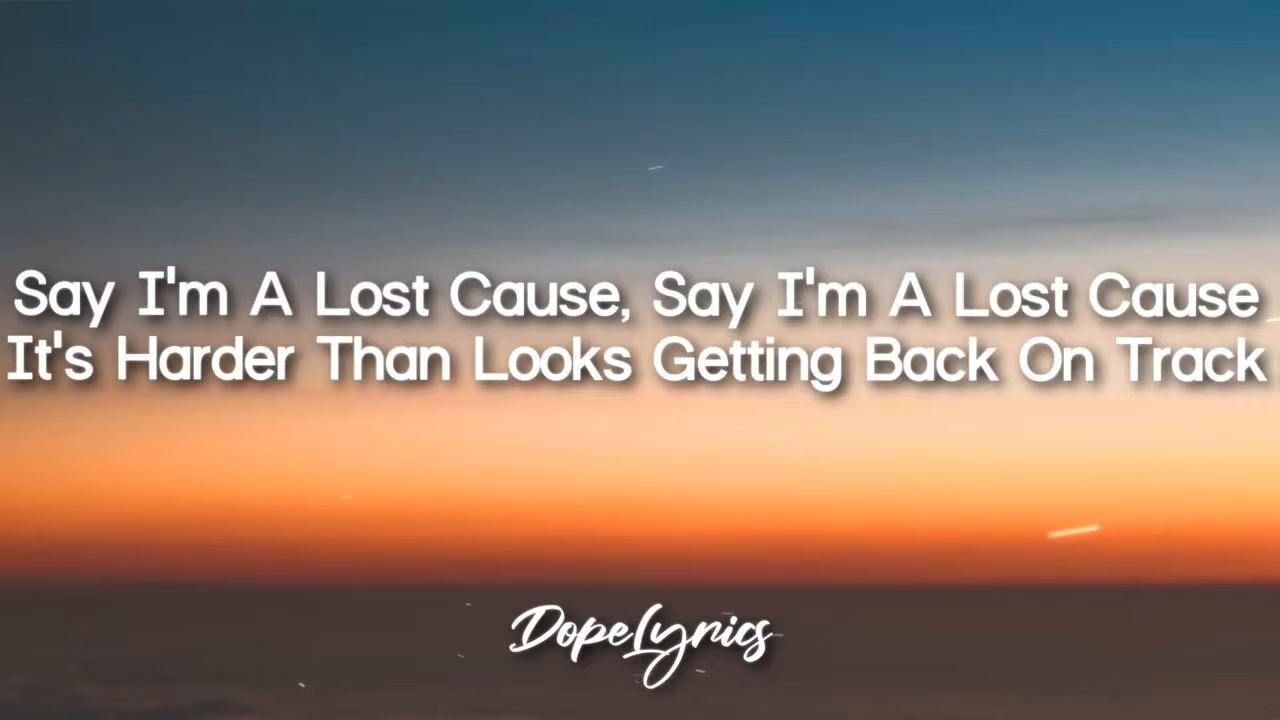 Say I'm A Lost Cause, Say I'm A Lost Cause
It's Harder Than Looks Getting Back On Track
DopeLyrics